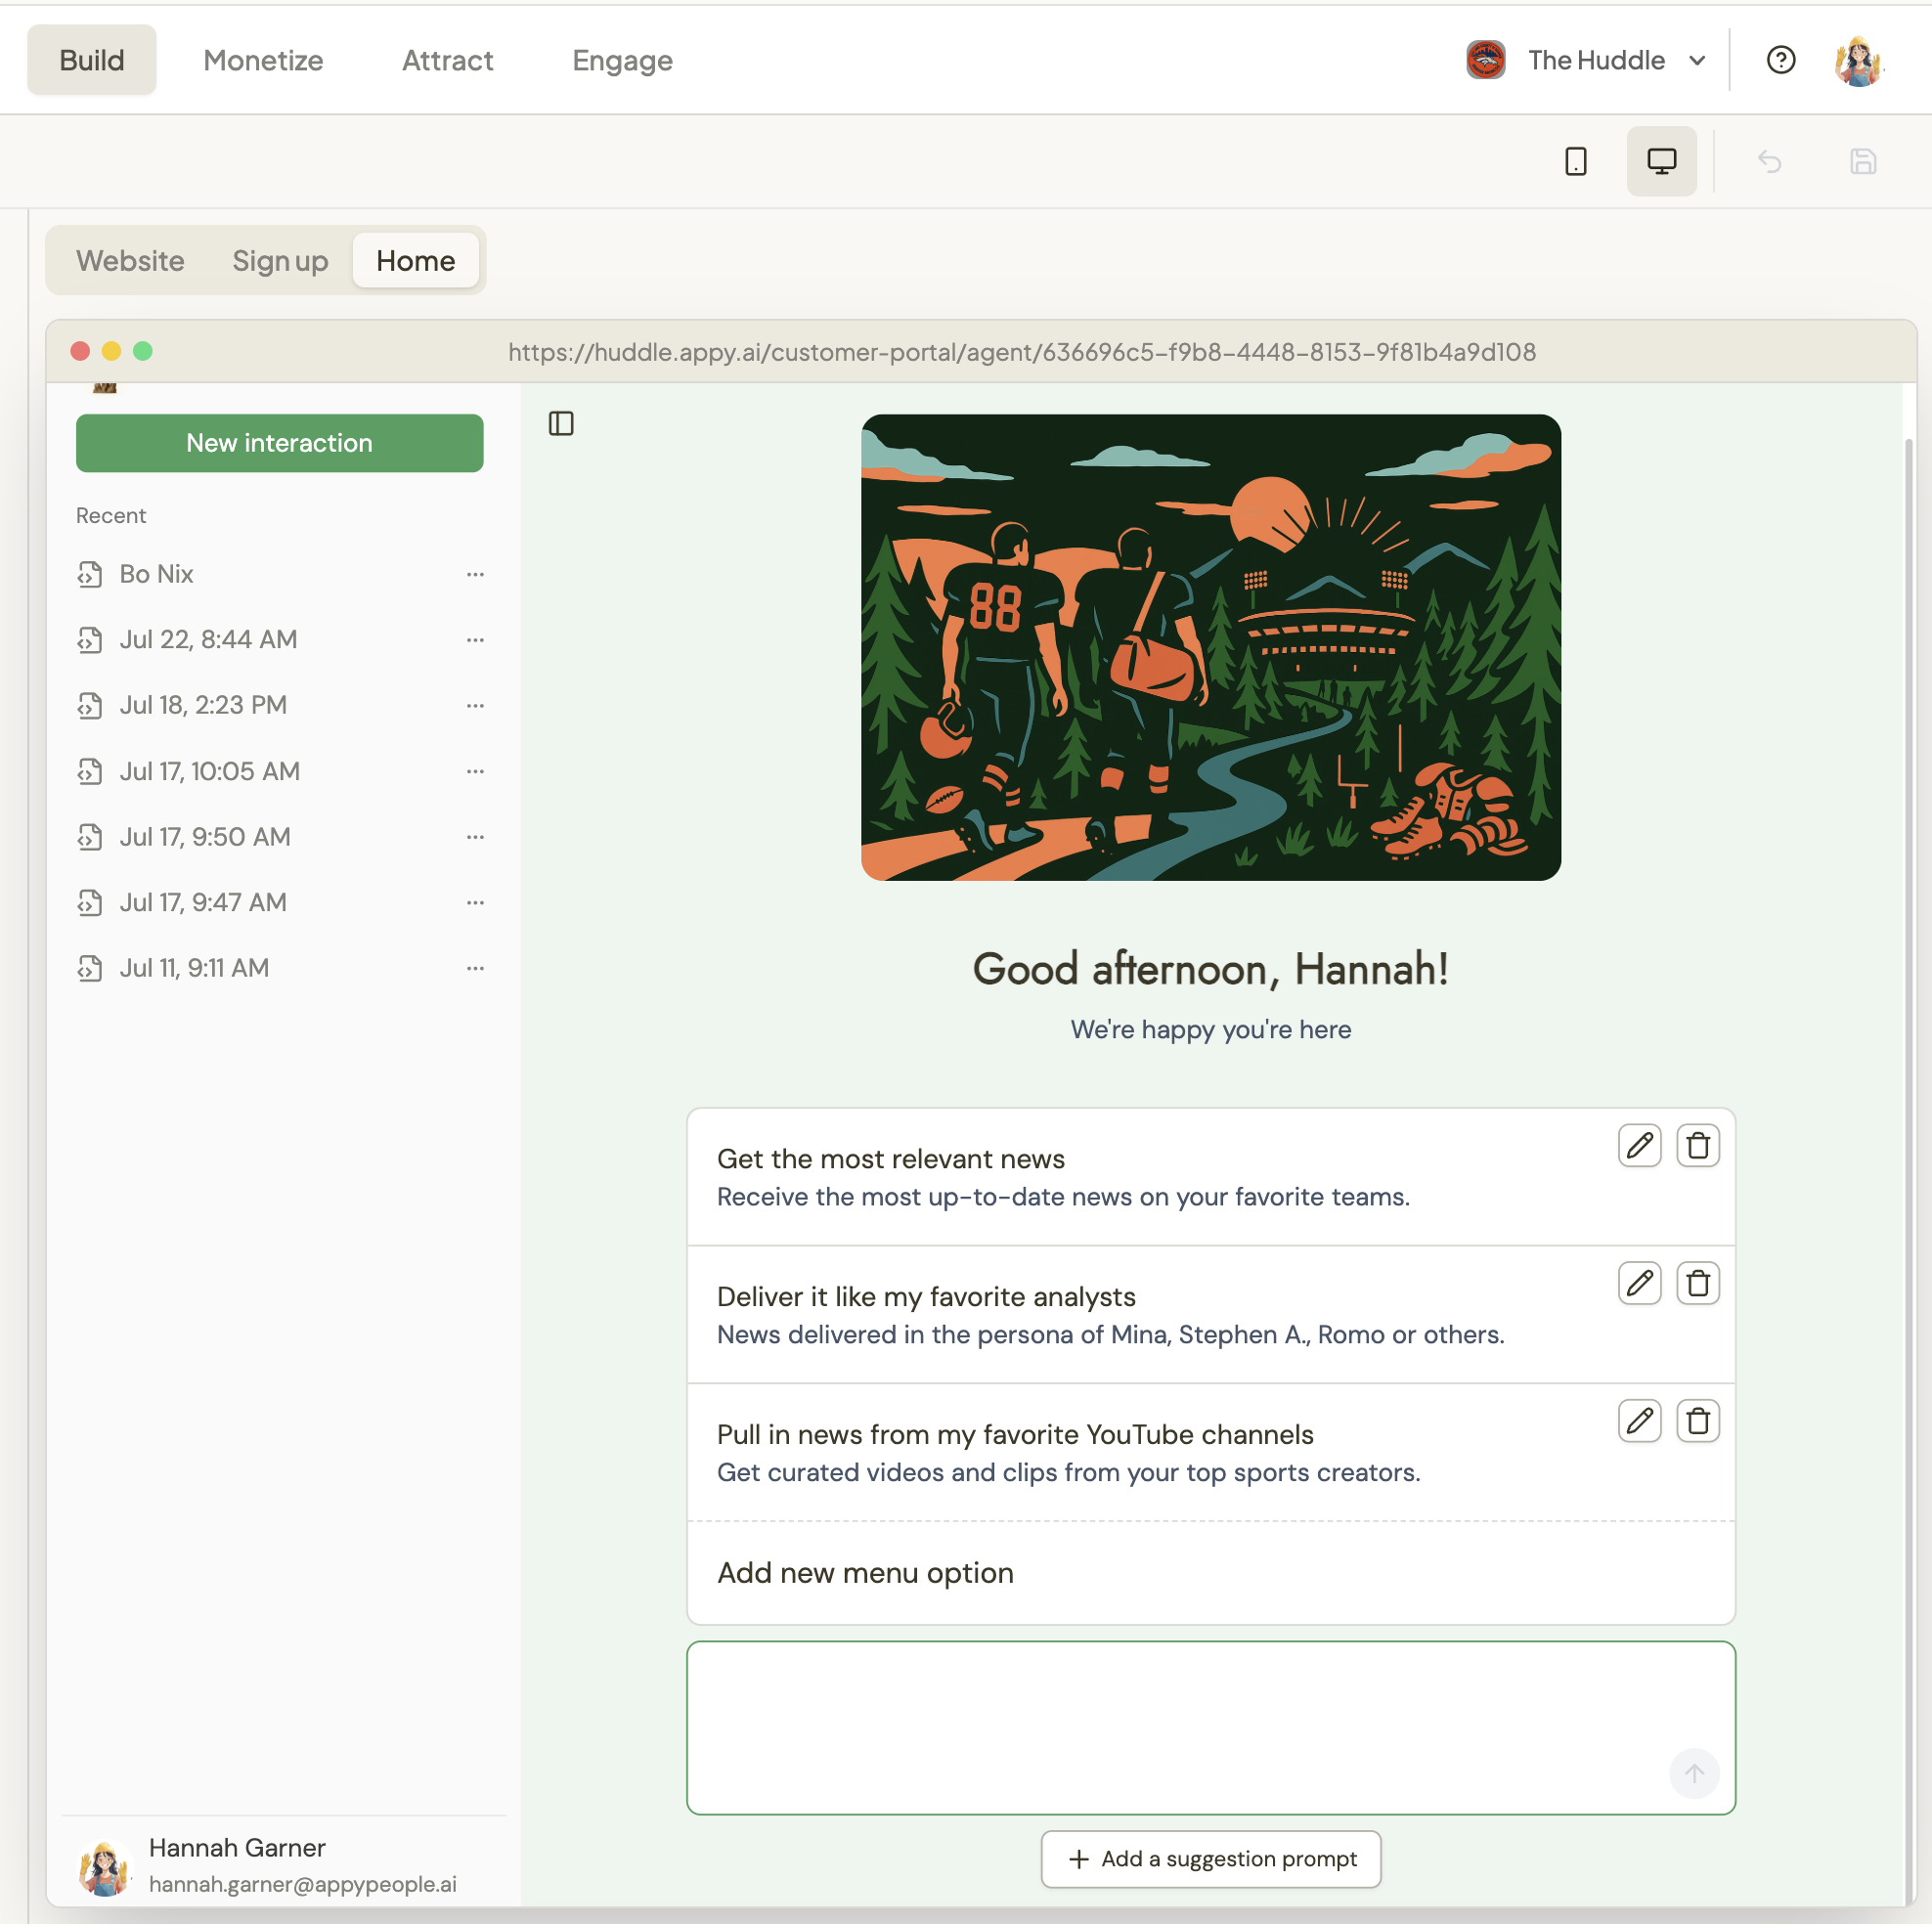 Build
Monetize
Attract
Engage
The Huddle
Website
Sign up
Home
https://huddle.appy.ai/customer-portal/agent/636696c5-f9b8-4448-8153-9f81b4a9d108
New interaction
Recent
Bo Nix
Jul 22, 8:44 AM
Jul 18, 2:23 PM
Jul 17, 10:05 AM
Jul 17, 9:50 AM
Jul 17, 9:47 AM
Jul 11, 9:11 AM
Hannah Garner
hannah.garner@appypeople.ai
88
Good afternoon, Hannah!
We're happy you're here
Get the most relevant news
Receive the most up-to-date news on your favorite teams.
Deliver it like my favorite analysts
News delivered in the persona of Mina, Stephen A., Romo or others.
Pull in news from my favorite YouTube channels
Get curated videos and clips from your top sports creators.
Add new menu option
+ Add a suggestion prompt